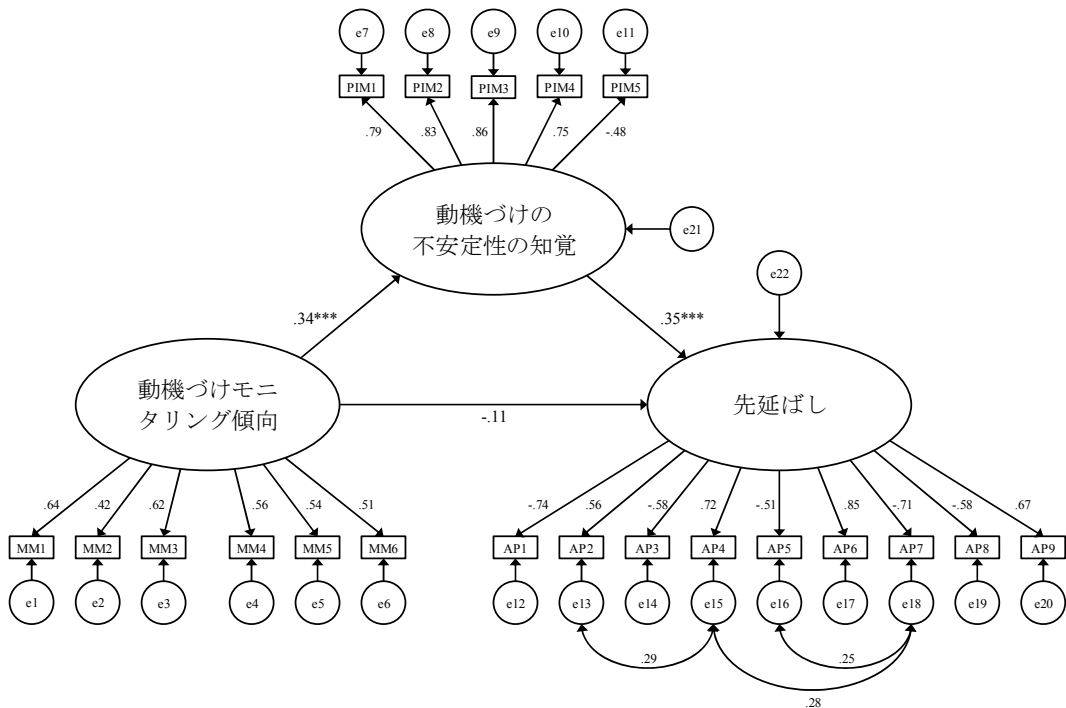 e7 e8 e9 e10 e11
PIM1 PIM2 PIM3 PIM4 PIM5
.79 .83 .86 .75 -.48
動機づけの
不安定性の知覚
e21
e22
.34***
.35***
動機づけモニ
タリング傾向
-.11
先延ばし
.64 .42 .62 .56 .54 .51
-.74 .56 -.58 .72 -.51 .85 -.71 -.58 .67
MM1 MM2 MM3 MM4 MM5 MM6
AP1 AP2 AP3 AP4 AP5 AP6 AP7 AP8 AP9
e1 e2 e3 e4 e5 e6
e12 e13 e14 e15 e16 e17 e18 e19 e20
.29
.25
.28